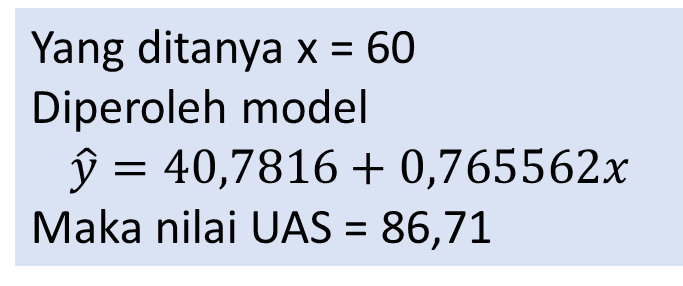 Yang ditanya x = 60
Diperoleh model
ŷ = 40,7816 + 0,765562x
Maka nilai UAS = 86,71